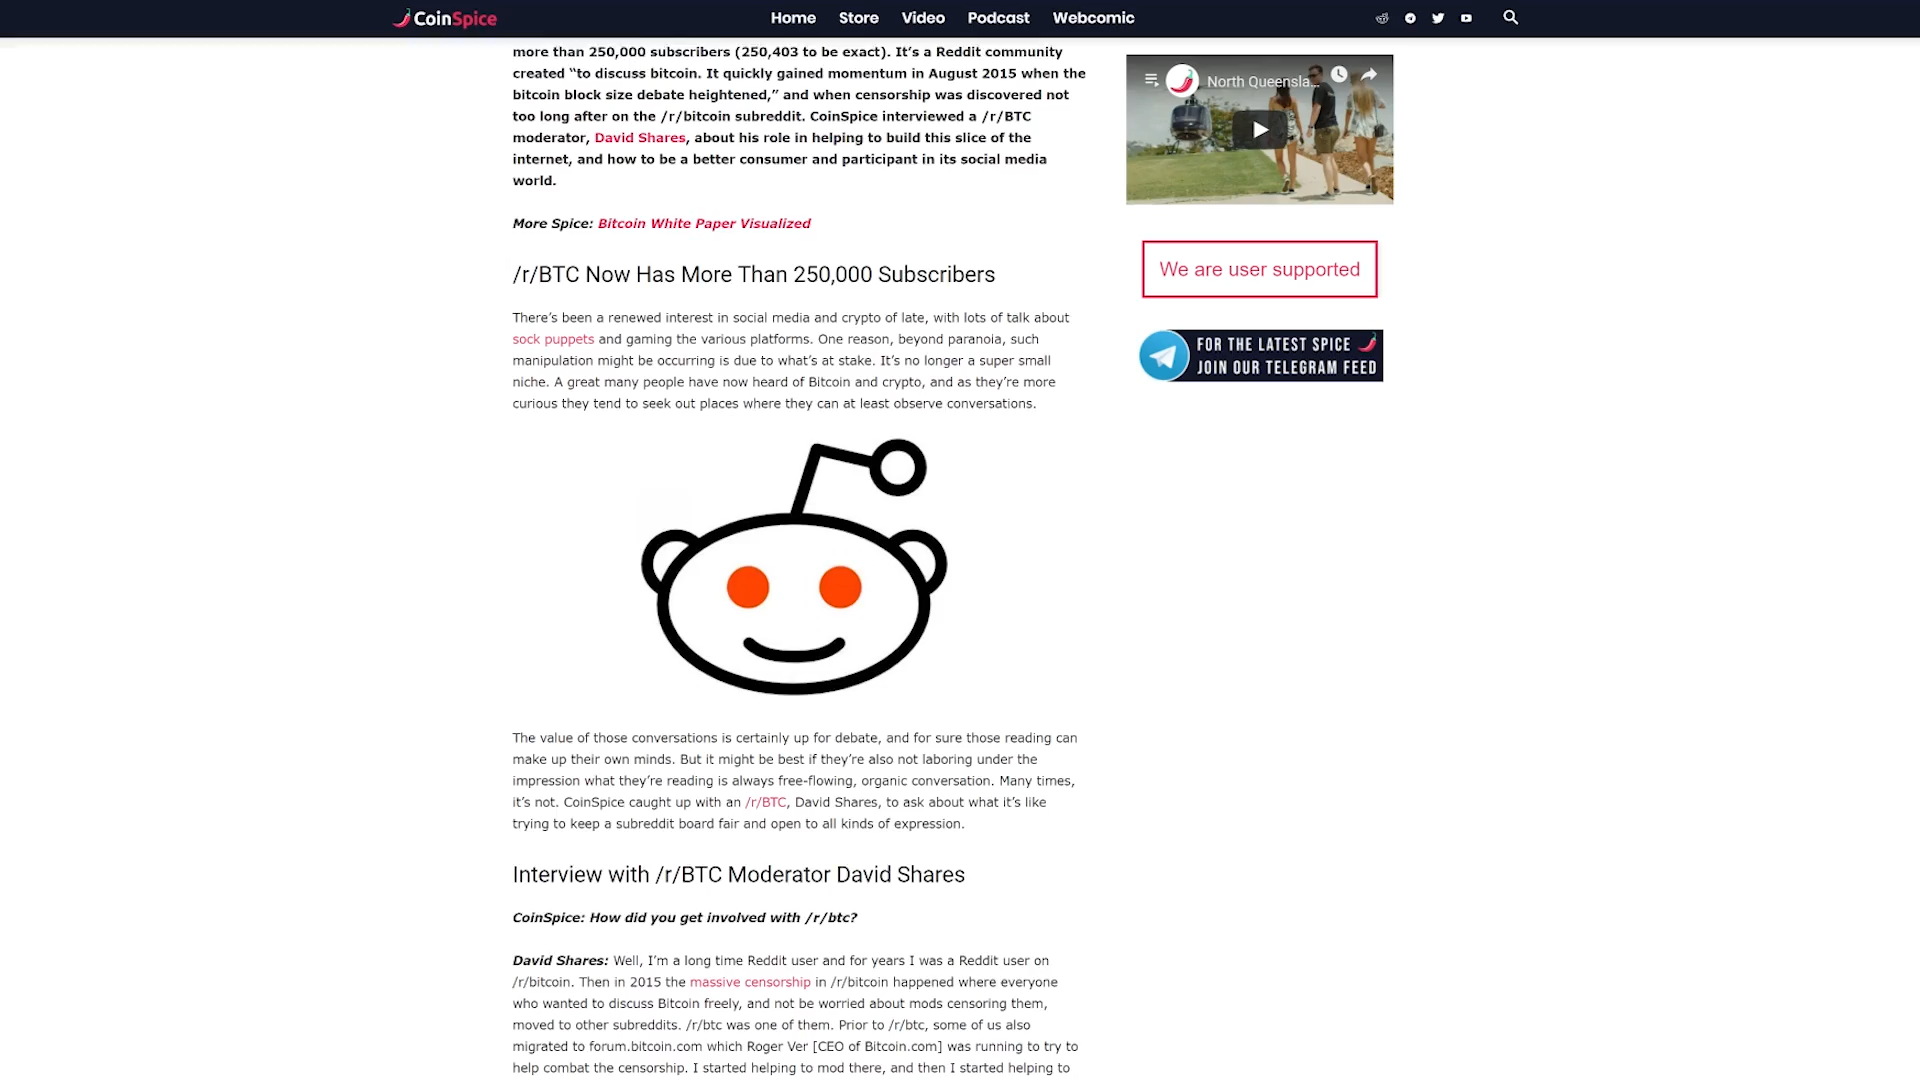 CoinSpice
Home Store Video Podcast Webcomic
more than 250,000 subscribers (250,403 to be exact). It’s a Reddit community
created “to discuss bitcoin. It quickly gained momentum in August 2015 when the
bitcoin block size debate heightened,” and when censorship was discovered not
too long after on the /r/bitcoin subreddit. CoinSpice interviewed a /r/BTC
moderator, David Shares, about his role in helping to build this slice of the
internet, and how to be a better consumer and participant in its social media
world.
More Spice: Bitcoin White Paper Visualized
/r/BTC Now Has More Than 250,000 Subscribers
There’s been a renewed interest in social media and crypto of late, with lots of talk about
sock puppets and gaming the various platforms. One reason, beyond paranoia, such
manipulation might be occurring is due to what’s at stake. It’s no longer a super small
niche. A great many people have now heard of Bitcoin and crypto, and as they’re more
curious they tend to seek out places where they can at least observe conversations.
The value of those conversations is certainly up for debate, and for sure those reading can
make up their own minds. But it might be best if they’re also not laboring under the
impression what they’re reading is always free-flowing, organic conversation. Many times,
it’s not. CoinSpice caught up with an /r/BTC, David Shares, to ask about what it’s like
trying to keep a subreddit board fair and open to all kinds of expression.
Interview with /r/BTC Moderator David Shares
CoinSpice: How did you get involved with /r/btc?
David Shares: Well, I’m a long time Reddit user and for years I was a Reddit user on
/r/bitcoin. Then in 2015 the massive censorship in /r/bitcoin happened where everyone
who wanted to discuss Bitcoin freely, and not be worried about mods censoring them,
moved to other subreddits. /r/btc was one of them. Prior to /r/btc, some of us also
migrated to forum.bitcoin.com which Roger Ver [CEO of Bitcoin.com] was running to try to
help combat the censorship. I started helping to mod there, and then I started helping to
North Queensla...
We are user supported
FOR THE LATEST SPICE
JOIN OUR TELEGRAM FEED